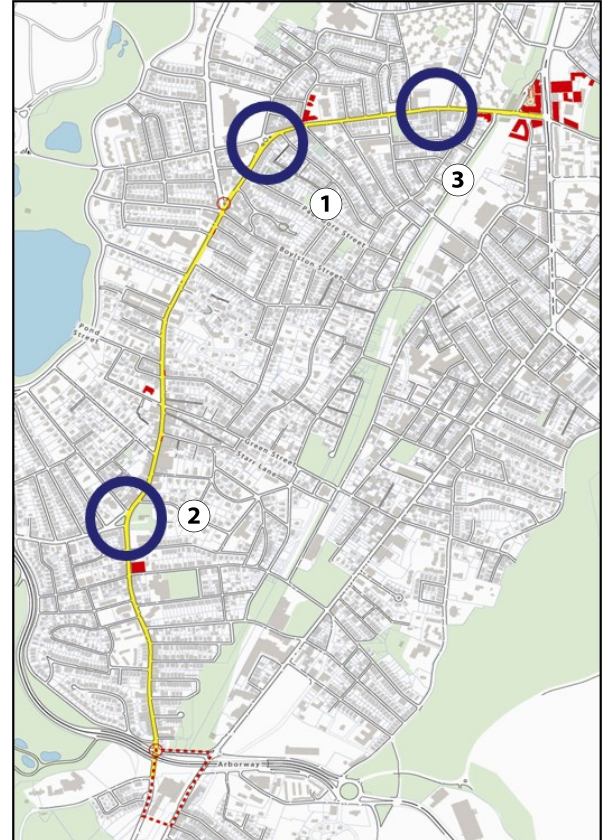 3
1
Boylston Street
Pond
Street
Green Street
Starr Lane
2
Arborway